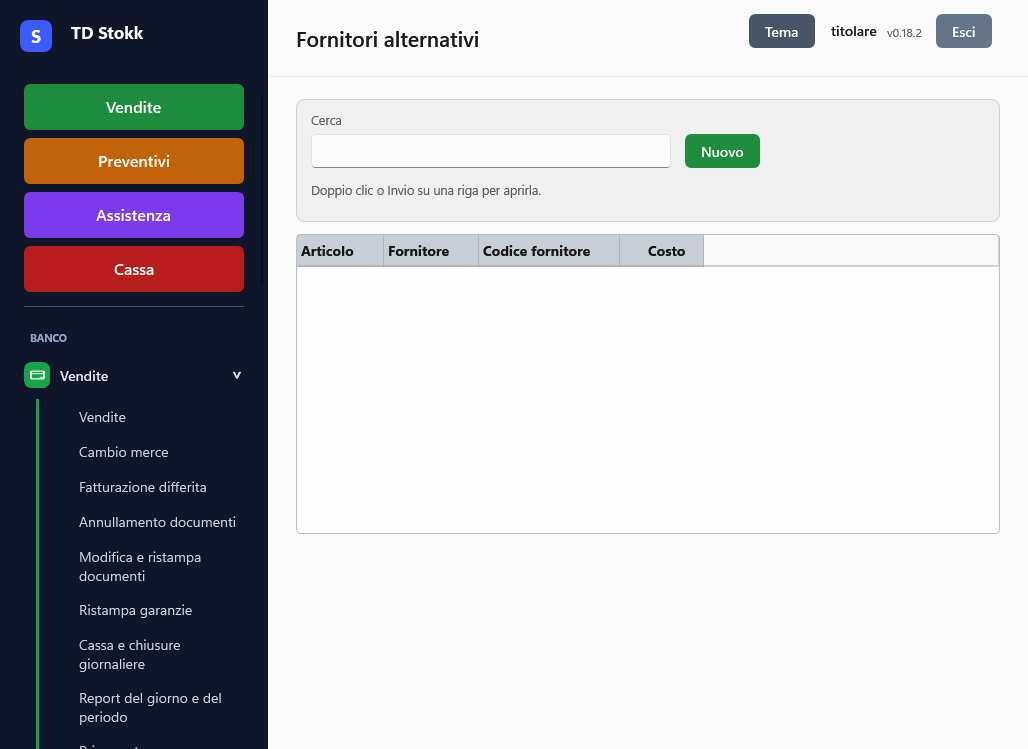 S
TD Stokk
Vendite
Preventivi
Assistenza
Cassa
BANCO
Vendite
Vendite
Cambio merce
Fatturazione differita
Annullamento documenti
Modifica e ristampa
documenti
Ristampa garanzie
Cassa e chiusure
giornaliere
Report del giorno e del
periodo
Fornitori alternativi
Tema
titolare
v0.18.2
Esci
Cerca
Nuovo
Doppio clic o Invio su una riga per aprirla.
Articolo
Fornitore
Codice fornitore
Costo